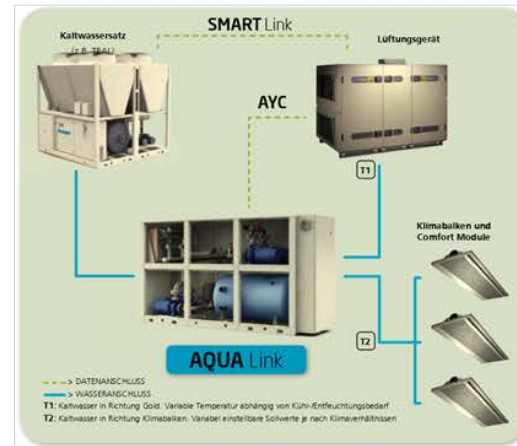 SMART Link
Kaltwassersatz
(z.B. TEAL)
Lüftungsgerät
AYC
T1
Klimabalken und
Comfort Module
T2
AQUA Link
> DATENANSCHLUSS
> WASSERANSCHLUSS
T1: Kaltwasser in Richtung Gold. Variable Temperatur abhängig von Kühl-/Entfeuchtungsbedarf
T2: Kaltwasser in Richtung Klimabalken. Variabel einstellbare Sollwerte je nach Klimaverhältnissen